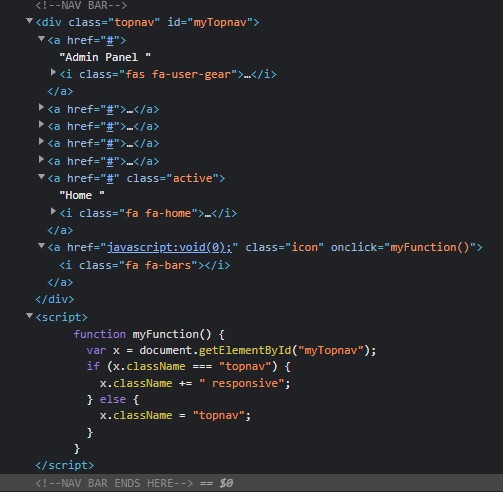 <!--NAV BAR-->
<div class="topnav" id="myTopnav">
<a href="#">
"Admin Panel "
<i class="fas fa-user-gear">…</i>
</a>
<a href="#">…</a>
<a href="#">…</a>
<a href="#">…</a>
<a href="#">…</a>
<a href="#" class="active">
"Home "
<i class="fa fa-home">…</i>
</a>
<a href="javascript:void(0);" class="icon" onclick="myFunction()">
<i class="fa fa-bars"></i>
</a>
</div>
<script>
function myFunction() {
var x = document.getElementById("myTopnav");
if (x.className === "topnav") {
x.className += " responsive";
} else {
x.className = "topnav";
}
}
</script>
<!--NAV BAR ENDS HERE--> == $0